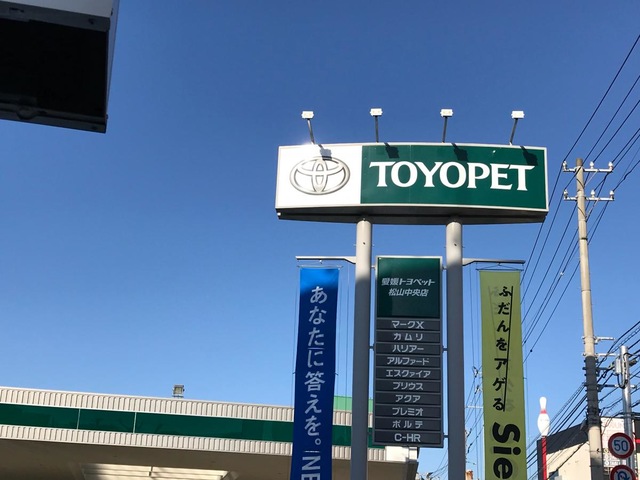 TOYOPET
愛媛トヨペット
松山中央店
マークX
カムリ
ハリアー
アルファード
エスクァイア
プリウス
アクア
プレミオ
ポルテ
C-HR
あなたに答えを。NE
ふだんをアゲる
Sie
50